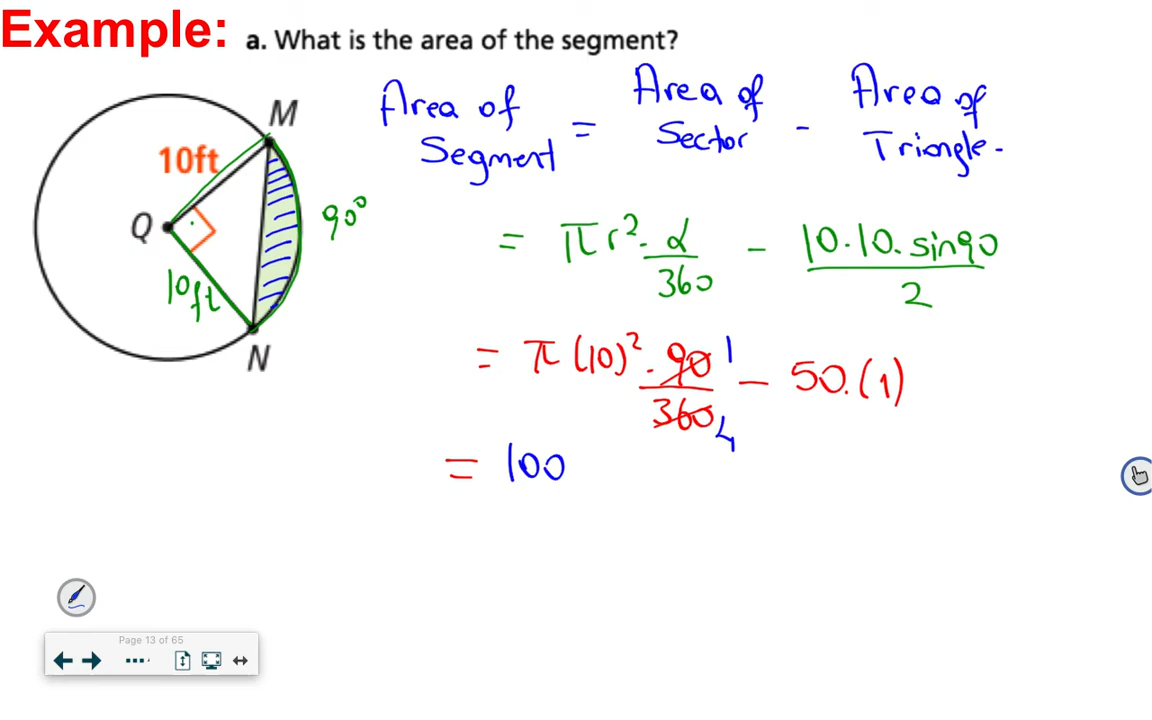 Example: a. What is the area of the segment?
M
10ft
Q
10ft
N
90°
Area of Segment = Area of Sector - Area of Triangle.
= πr² · α/360 - 10·10·sin90/2
= π(10)² · 90/360 1 4 - 50.(1)
= 100
Page 13 of 65